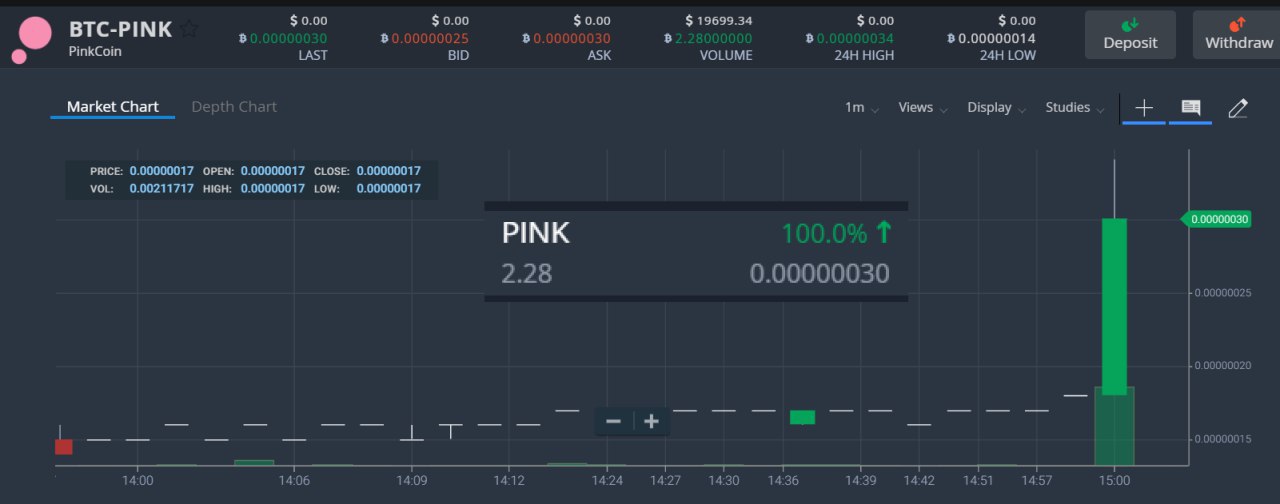 BTC-PINK
PinkCoin
$ 0.00
฿ 0.00000030
LAST
$ 0.00
฿ 0.00000025
BID
$ 0.00
฿ 0.00000030
ASK
$ 19699.34
฿ 2.28000000
VOLUME
$ 0.00
฿ 0.00000034
24H HIGH
$ 0.00
฿ 0.00000014
24H LOW
Deposit
Withdraw
Market Chart
Depth Chart
1m
Views
Display
Studies
PRICE: 0.00000017 OPEN: 0.00000017 CLOSE: 0.00000017
VOL: 0.00211717 HIGH: 0.00000017 LOW: 0.00000017
PINK 100.0% ↑
2.28 0.00000030
0.00000030
0.00000025
0.00000020
0.00000015
14:00 14:06 14:09 14:12 14:24 14:27 14:30 14:36 14:39 14:42 14:51 14:57 15:00